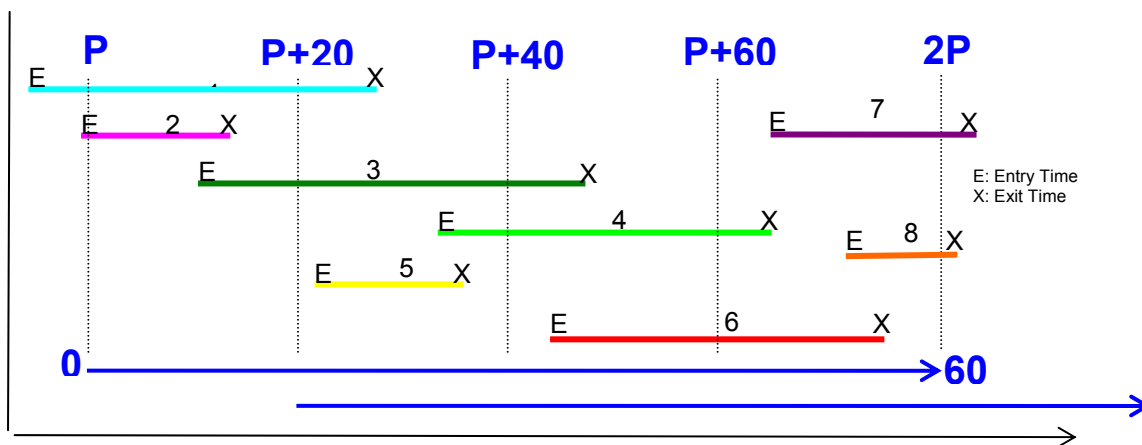 P P+20 P+40 P+60 2P
E X
E 2 X E 7 X
E 3 X
E: Entry Time
X: Exit Time
E 4 X
E 8 X
E 5 X
E 6 X
0 60